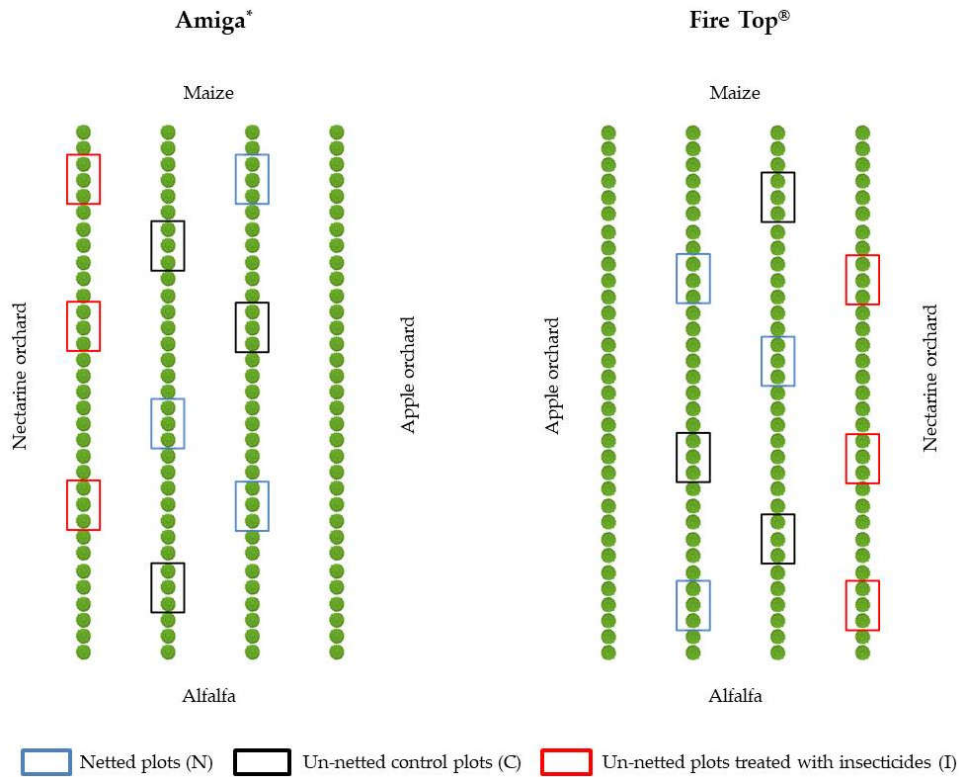 Amiga*
Fire Top®
Maize
Maize
Nectarine orchard
Apple orchard
Apple orchard
Nectarine orchard
Alfalfa
Alfalfa
Netted plots (N)
Un-netted control plots (C)
Un-netted plots treated with insecticides (I)